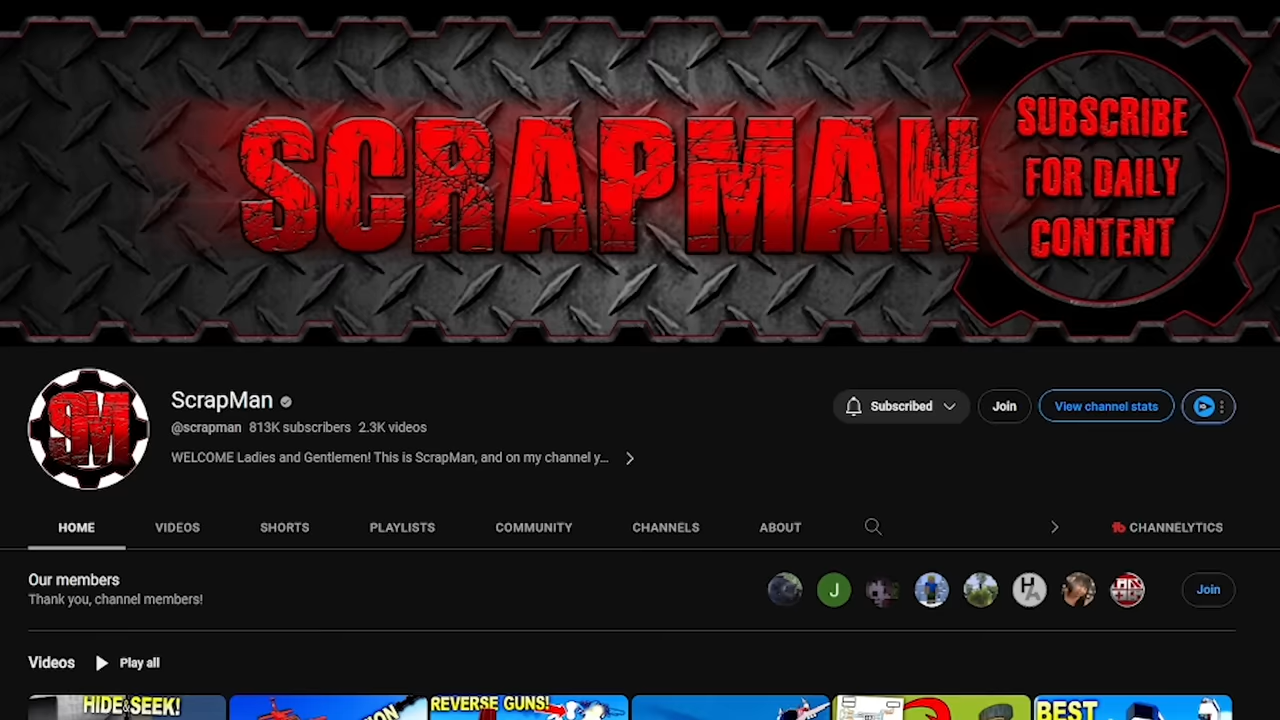 SCRAPMAN
SUBSCRIBE
FOR DAILY
CONTENT
SM
ScrapMan
@scrapman 813K subscribers 2.3K videos
WELCOME Ladies and Gentlemen! This is ScrapMan, and on my channel y...
Subscribed
Join
View channel stats
HOME VIDEOS SHORTS PLAYLISTS COMMUNITY CHANNELS ABOUT CHANNELYTICS
Our members
Thank you, channel members!
J
HA
Join
Videos Play all
HIDE & SEEK!
REVERSE GUNS!
BEST